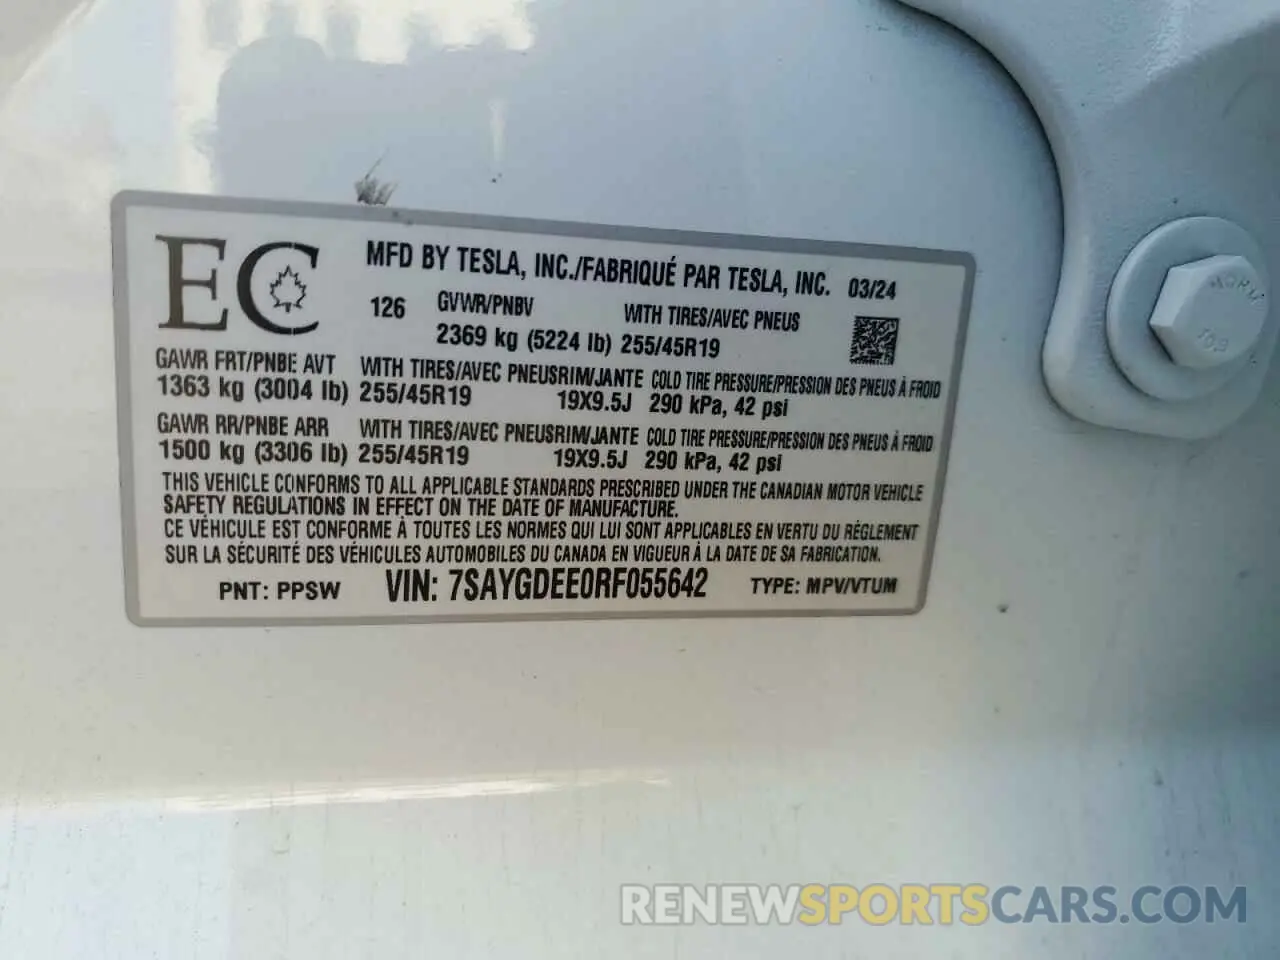 EC
MFD BY TESLA, INC./FABRIQUÉ PAR TESLA, INC. 03/24
126 GVWR/PNBV WITH TIRES/AVEC PNEUS
2369 kg (5224 lb) 255/45R19
GAWR FRT/PNBE AVT WITH TIRES/AVEC PNEUS RIM/JANTE COLD TIRE PRESSURE/PRESSION DES PNEUS À FROID
1363 kg (3004 lb) 255/45R19 19X9.5J 290 kPa, 42 psi
GAWR RR/PNBE ARR WITH TIRES/AVEC PNEUS RIM/JANTE COLD TIRE PRESSURE/PRESSION DES PNEUS À FROID
1500 kg (3306 lb) 255/45R19 19X9.5J 290 kPa, 42 psi
THIS VEHICLE CONFORMS TO ALL APPLICABLE STANDARDS PRESCRIBED UNDER THE CANADIAN MOTOR VEHICLE
SAFETY REGULATIONS IN EFFECT ON THE DATE OF MANUFACTURE.
CE VÉHICULE EST CONFORME À TOUTES LES NORMES QUI LUI SONT APPLICABLES EN VERTU DU RÈGLEMENT
SUR LA SÉCURITÉ DES VÉHICULES AUTOMOBILES DU CANADA EN VIGUEUR À LA DATE DE SA FABRICATION.
PNT: PPSW VIN: 7SAYGDEE0RF055642 TYPE: MPV/VTUM
10.9
RENEWSPORTSCARS.COM